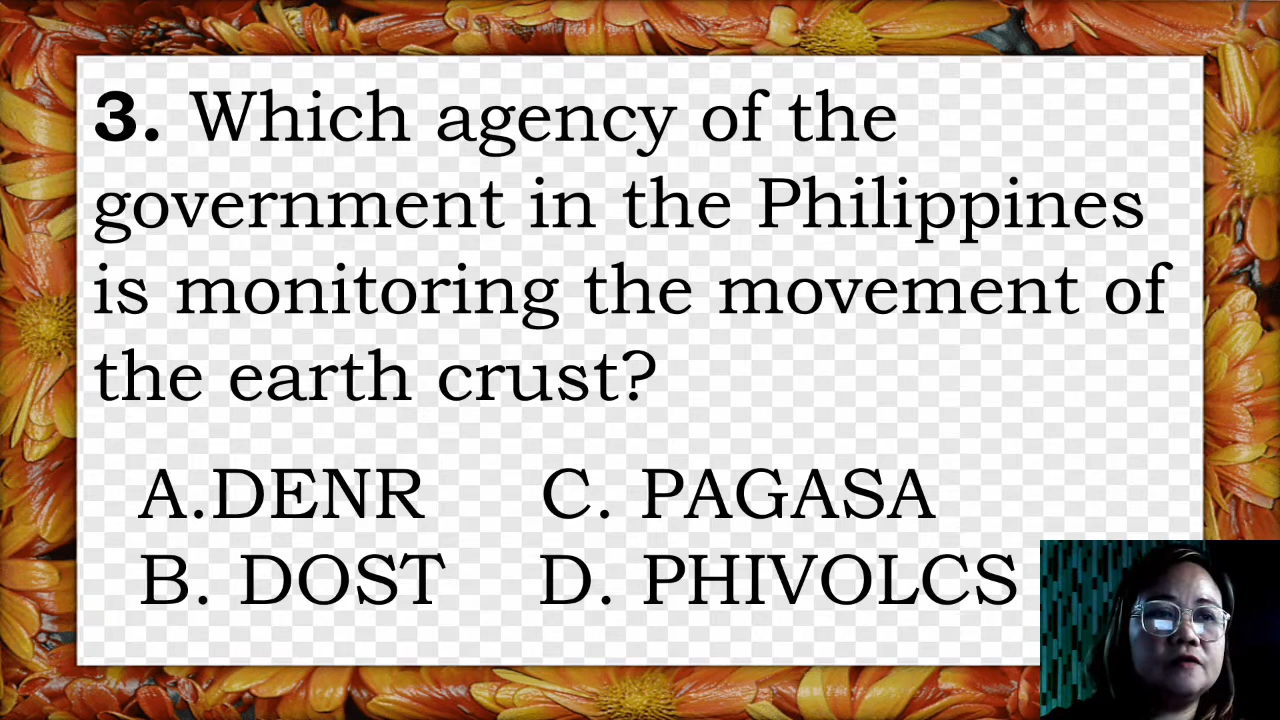 3. Which agency of the
government in the Philippines
is monitoring the movement of
the earth crust?
A.DENR C. PAGASA
B. DOST D. PHIVOLCS